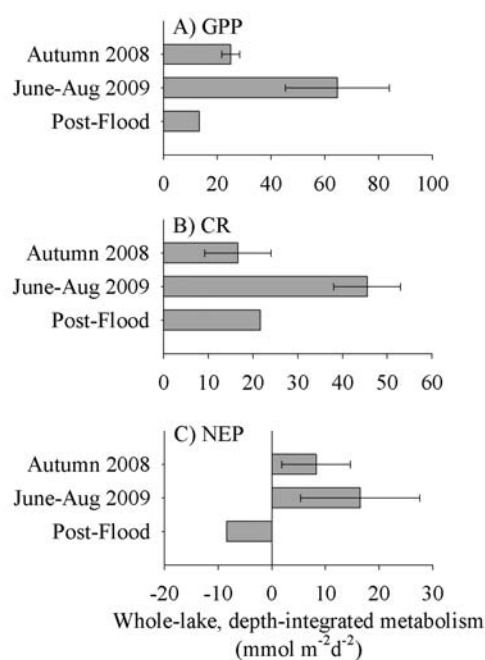 A) GPP
Autumn 2008
June-Aug 2009
Post-Flood
0 20 40 60 80 100
B) CR
Autumn 2008
June-Aug 2009
Post-Flood
0 10 20 30 40 50 60
C) NEP
Autumn 2008
June-Aug 2009
Post-Flood
-20 -10 0 10 20 30
Whole-lake, depth-integrated metabolism
(mmol m⁻²d⁻²)